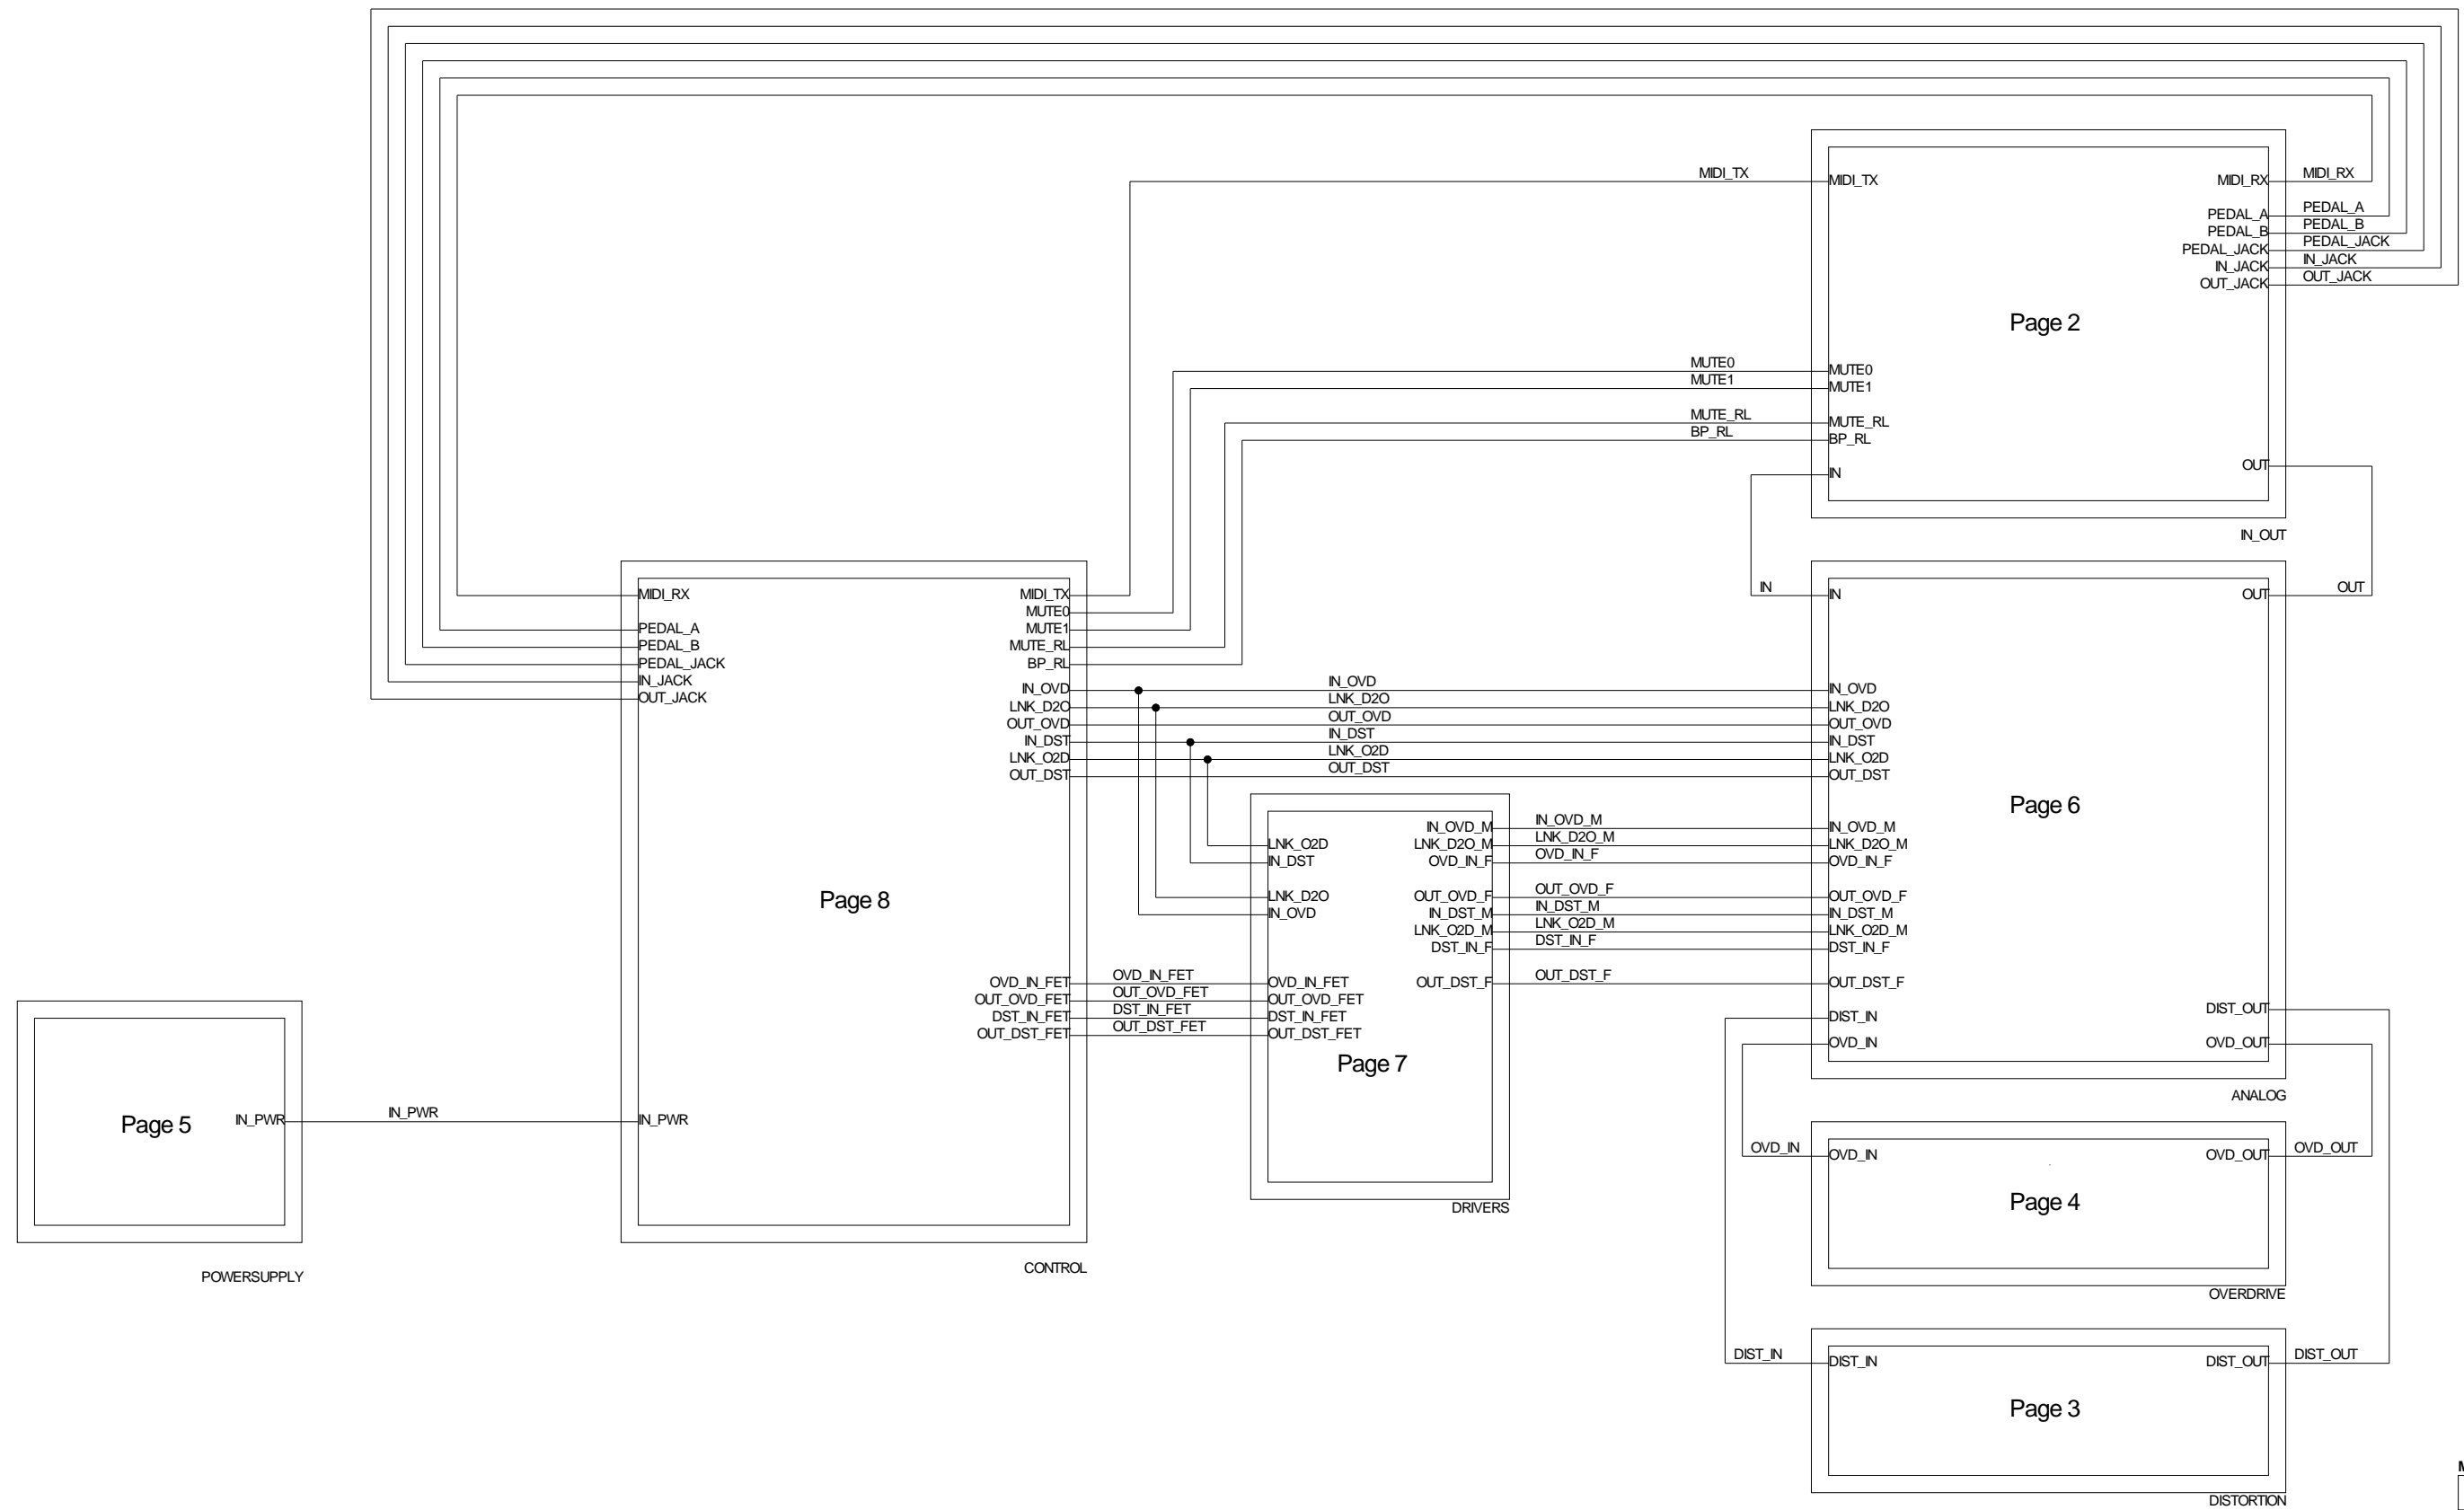 MIDI_TX
MIDI_TX
MIDI_RX
MIDI_RX
PEDAL_A
PEDAL_A
PEDAL_B
PEDAL_B
PEDAL_JACK
PEDAL_JACK
IN_JACK
IN_JACK
OUT_JACK
OUT_JACK
Page 2
MUTE0
MUTE0
MUTE1
MUTE1
MUTE_RL
MUTE_RL
BP_RL
BP_RL
IN
OUT
IN_OUT
MIDI_RX
PEDAL_A
PEDAL_B
PEDAL_JACK
IN_JACK
OUT_JACK
MIDI_TX
MUTE0
MUTE1
MUTE_RL
BP_RL
IN_OVD
LNK_D2O
OUT_OVD
IN_DST
LNK_O2D
OUT_DST
Page 8
OVD_IN_FET
OUT_OVD_FET
DST_IN_FET
OUT_DST_FET
IN_PWR
CONTROL
IN_OVD
LNK_D2O
OUT_OVD
IN_DST
LNK_O2D
OUT_DST
OVD_IN_FET
OUT_OVD_FET
DST_IN_FET
OUT_DST_FET
LNK_O2D
IN_DST
LNK_D2O
IN_OVD
OVD_IN_FET
OUT_OVD_FET
DST_IN_FET
OUT_DST_FET
IN_OVD_M
LNK_D2O_M
OVD_IN_F
OUT_OVD_F
IN_DST_M
LNK_O2D_M
DST_IN_F
OUT_DST_F
Page 7
DRIVERS
IN_OVD_M
LNK_D2O_M
OVD_IN_F
OUT_OVD_F
IN_DST_M
LNK_O2D_M
DST_IN_F
OUT_DST_F
IN
IN
OUT
OUT
IN_OVD
LNK_D2O
OUT_OVD
IN_DST
LNK_O2D
OUT_DST
Page 6
IN_OVD_M
LNK_D2O_M
OVD_IN_F
OUT_OVD_F
IN_DST_M
LNK_O2D_M
DST_IN_F
OUT_DST_F
DIST_IN
OVD_IN
DIST_OUT
OVD_OUT
ANALOG
Page 5
IN_PWR
IN_PWR
POWERSUPPLY
OVD_IN
OVD_IN
OVD_OUT
OVD_OUT
Page 4
OVERDRIVE
DIST_IN
DIST_IN
DIST_OUT
DIST_OUT
Page 3
DISTORTION